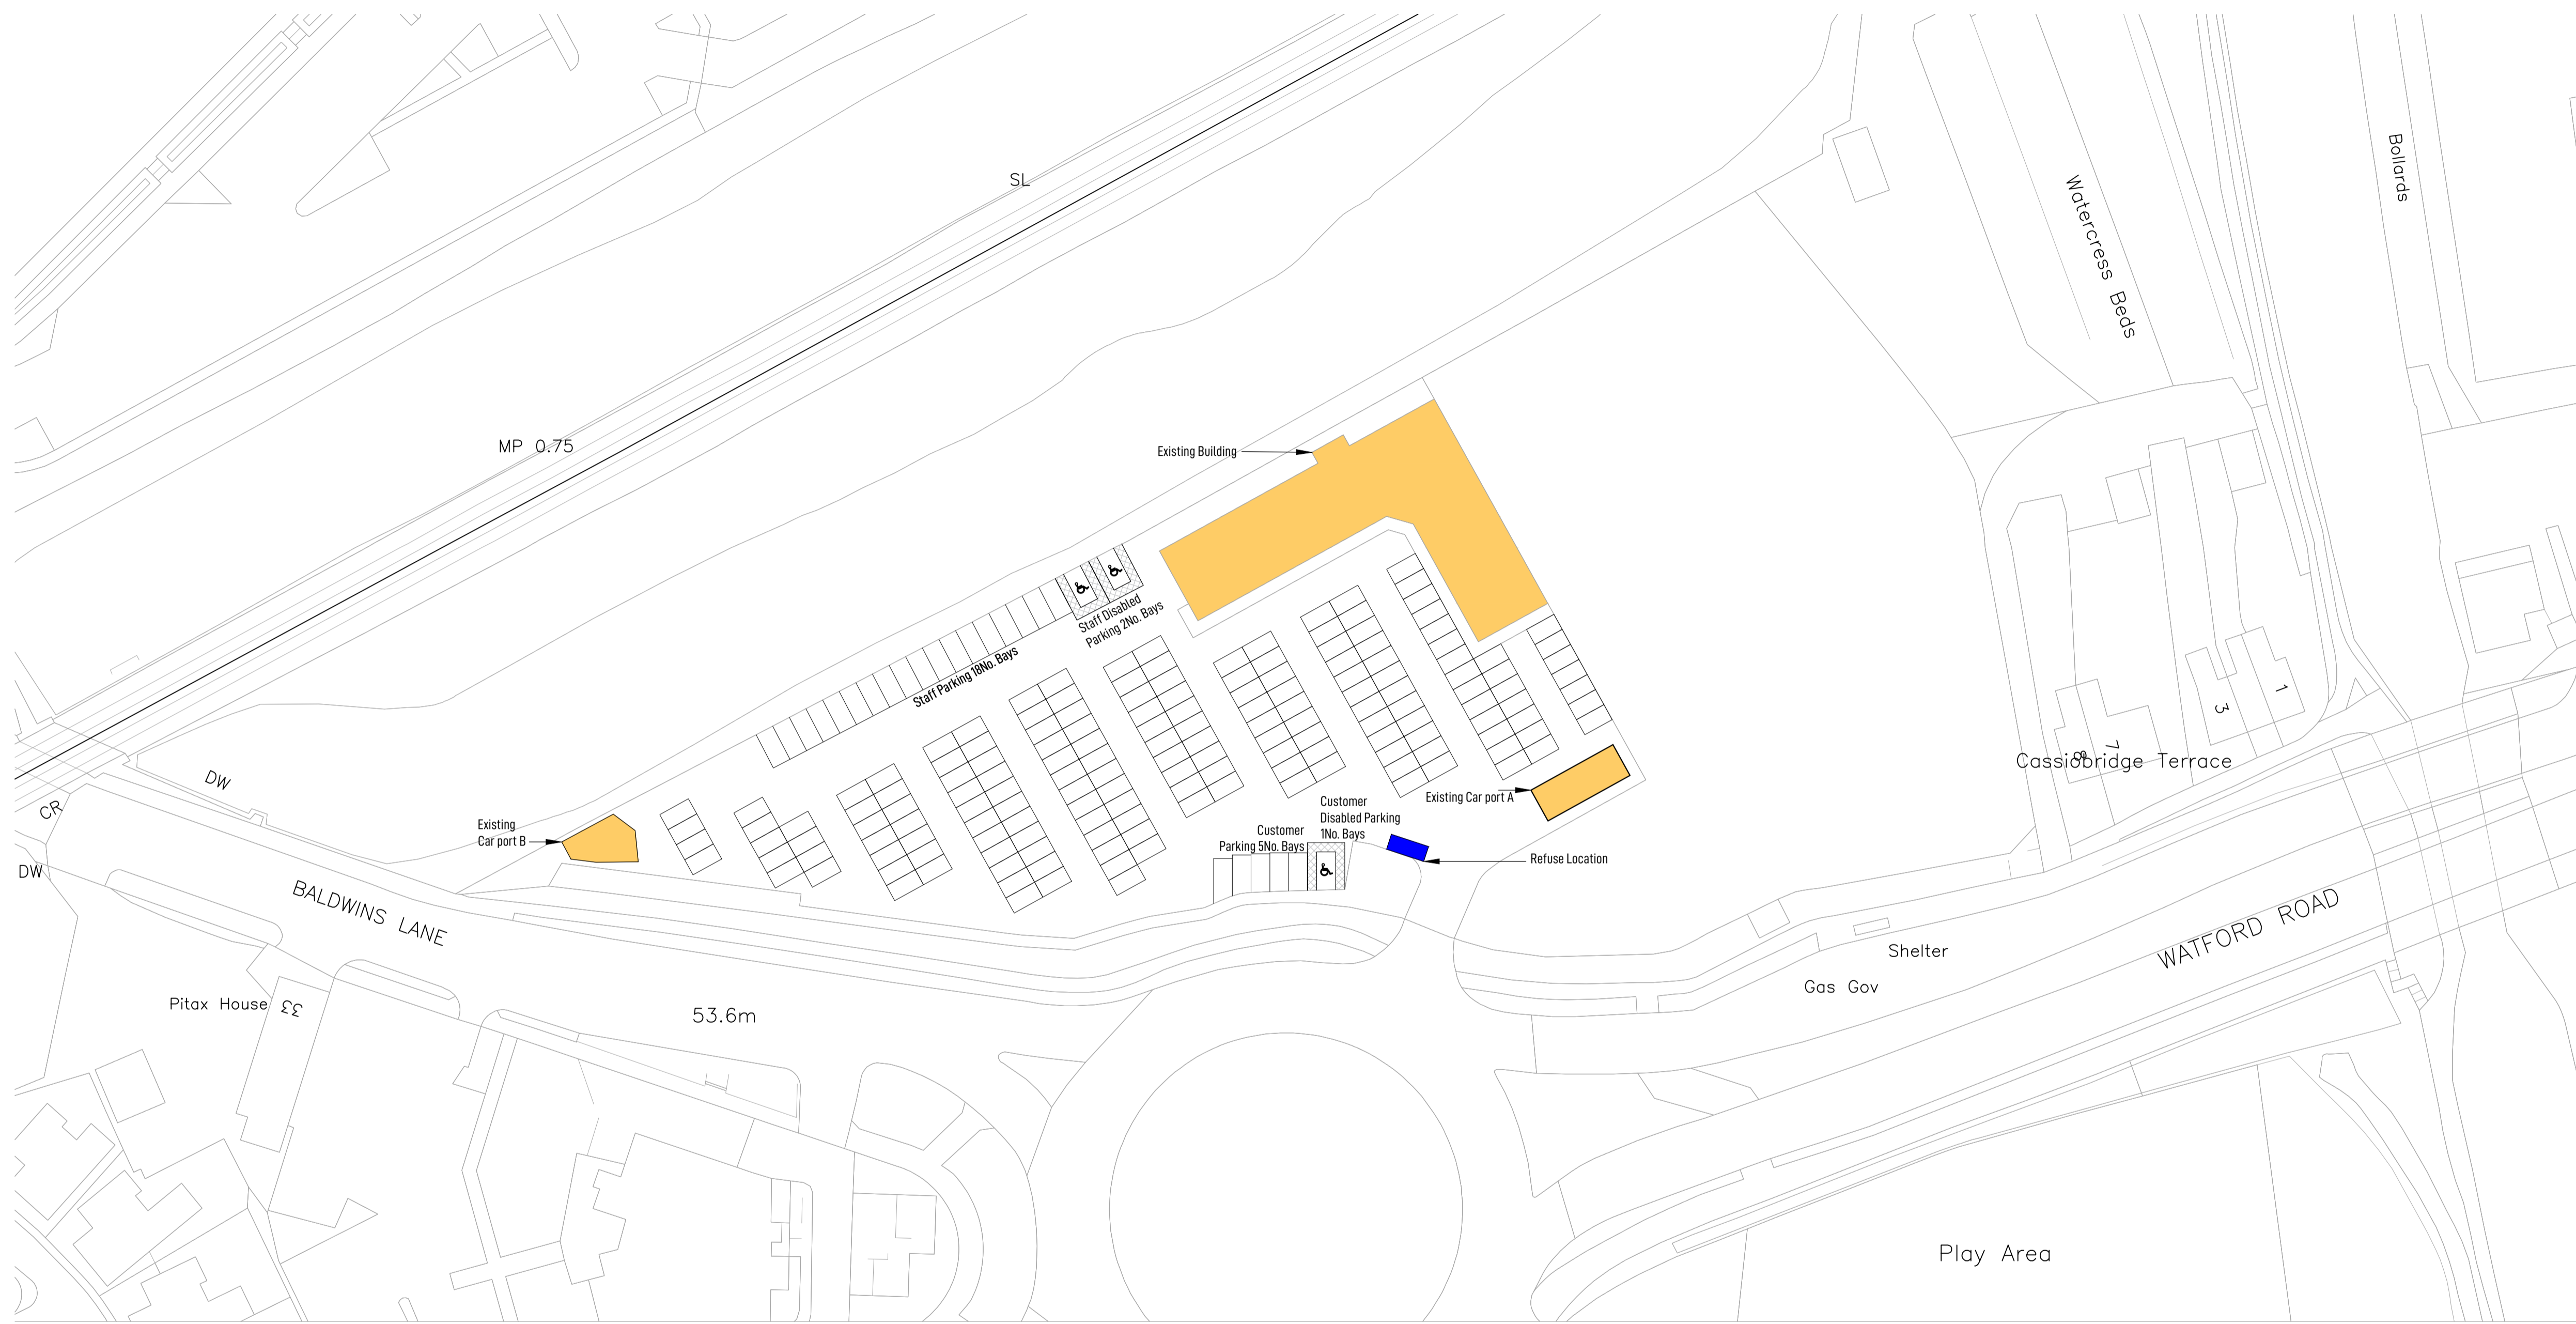 SL
Bollards
Watercress Beds
MP 0.75
Existing Building
Staff Disabled
Parking 2No. Bays
Staff Parking 18No. Bays
1
3
7
8
Cassiobridge Terrace
DW
CR
DW
Existing
Car port B
Existing Car port A
Customer
Disabled Parking
1No. Bays
Customer
Parking 5No. Bays
Refuse Location
BALDWINS LANE
WATFORD ROAD
Shelter
Gas Gov
Pitax House
33
53.6m
Play Area